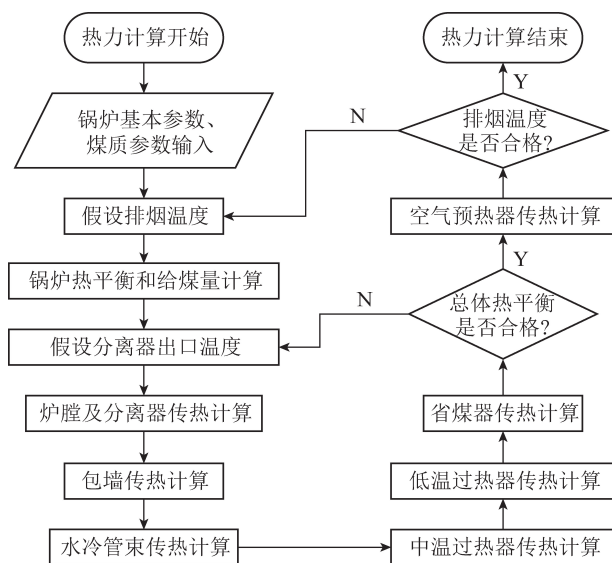 热力计算开始
锅炉基本参数、
煤质参数输入
假设排烟温度
锅炉热平衡和给煤量计算
假设分离器出口温度
炉膛及分离器传热计算
包墙传热计算
水冷管束传热计算
中温过热器传热计算
低温过热器传热计算
省煤器传热计算
总体热平衡
是否合格?
N
Y
空气预热器传热计算
排烟温度
是否合格?
N
Y
热力计算结束